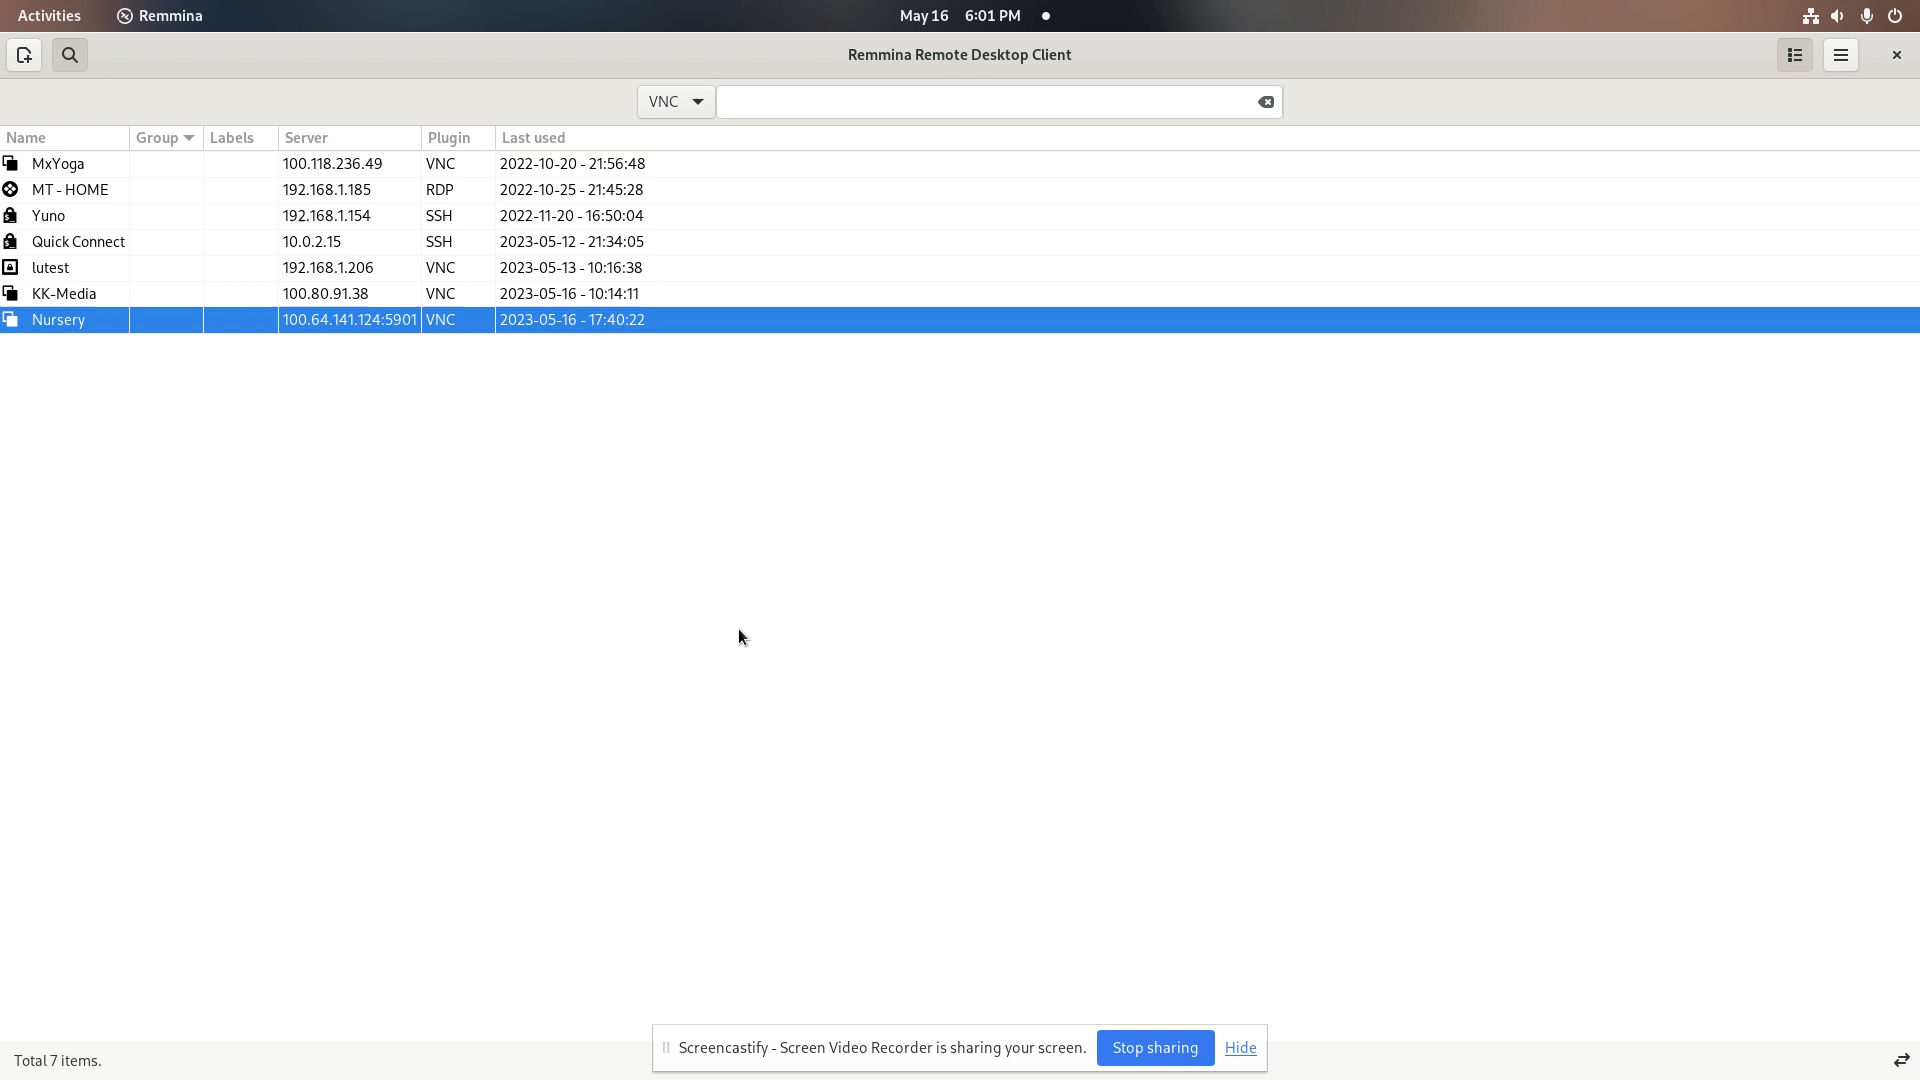 Activities Remmina May 16 6:01 PM
Remmina Remote Desktop Client
VNC
Name Group Labels Server Plugin Last used
MxYoga 100.118.236.49 VNC 2022-10-20 - 21:56:48
MT - HOME 192.168.1.185 RDP 2022-10-25 - 21:45:28
Yuno 192.168.1.154 SSH 2022-11-20 - 16:50:04
Quick Connect 10.0.2.15 SSH 2023-05-12 - 21:34:05
lutest 192.168.1.206 VNC 2023-05-13 - 10:16:38
KK-Media 100.80.91.38 VNC 2023-05-16 - 10:14:11
Nursery 100.64.141.124:5901 VNC 2023-05-16 - 17:40:22
Screencastify - Screen Video Recorder is sharing your screen. Stop sharing Hide
Total 7 items.